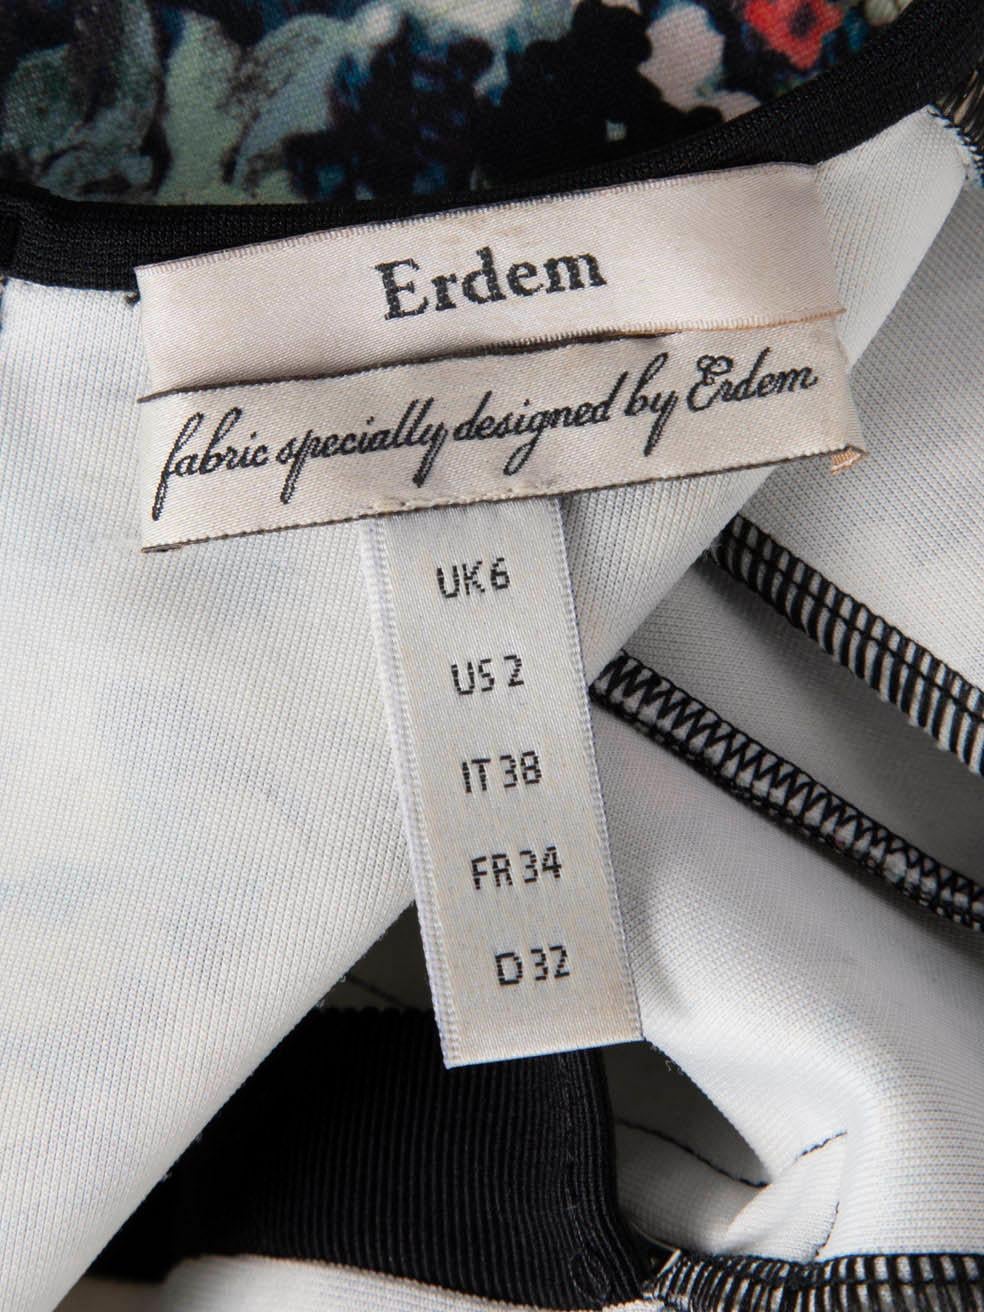 Erdem
fabric specially designed by Erdem
UK 6
US 2
IT 38
FR 34
D 32